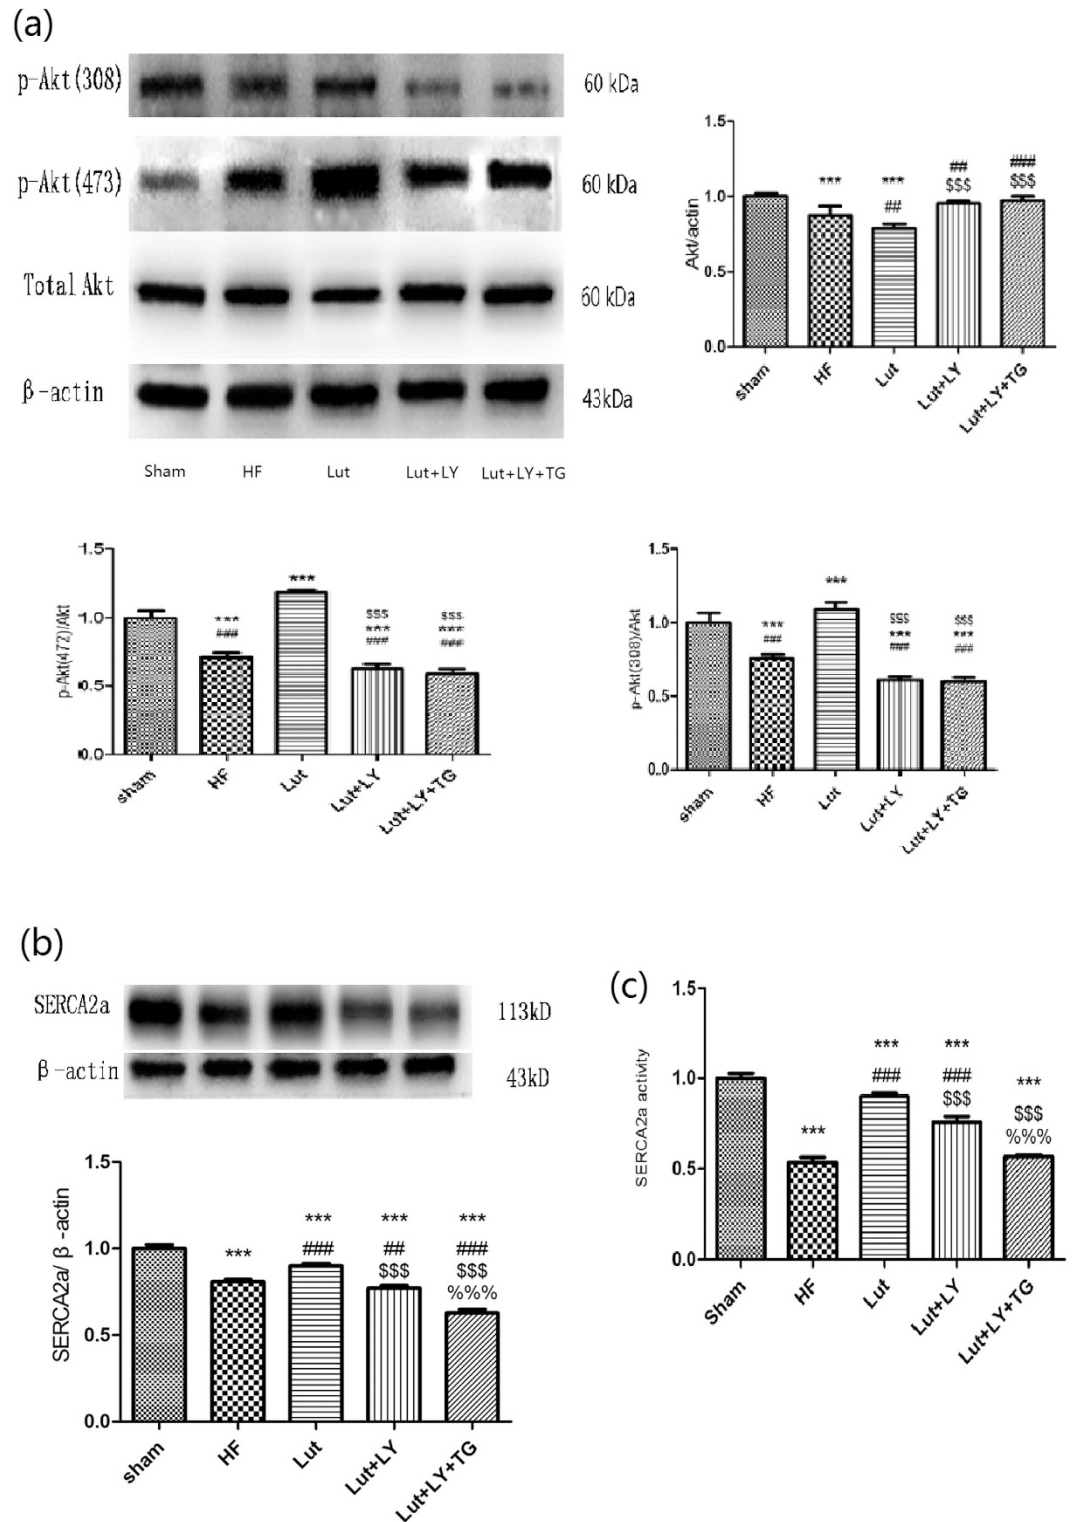 (a)
p-Akt(308)
60 kDa
p-Akt(473)
60 kDa
Total Akt
60 kDa
β-actin
43kDa
Sham HF Lut Lut+LY Lut+LY+TG
Akt/actin
1.5
1.0
0.5
0.0
***
***
##
##
$$$
###
$$$
sham HF Lut Lut+LY Lut+LY+TG
p-Akt(472)/Akt
1.5
1.0
0.5
0.0
***
###
***
$$$
***
###
$$$
***
###
sham HF Lut Lut+LY Lut+LY+TG
p-Akt(308)/Akt
1.5
1.0
0.5
0.0
***
###
***
$$$
***
###
$$$
***
###
sham HF Lut Lut+LY Lut+LY+TG
(b)
SERCA2a
113kD
β-actin
43kD
SERCA2a/ β -actin
1.5
1.0
0.5
0.0
***
***
###
***
##
$$$
***
###
$$$
%%%
sham HF Lut Lut+LY Lut+LY+TG
(c)
SERCA2a activity
1.5
1.0
0.5
0.0
***
***
###
***
###
$$$
***
$$$
%%%
Sham HF Lut Lut+LY Lut+LY+TG